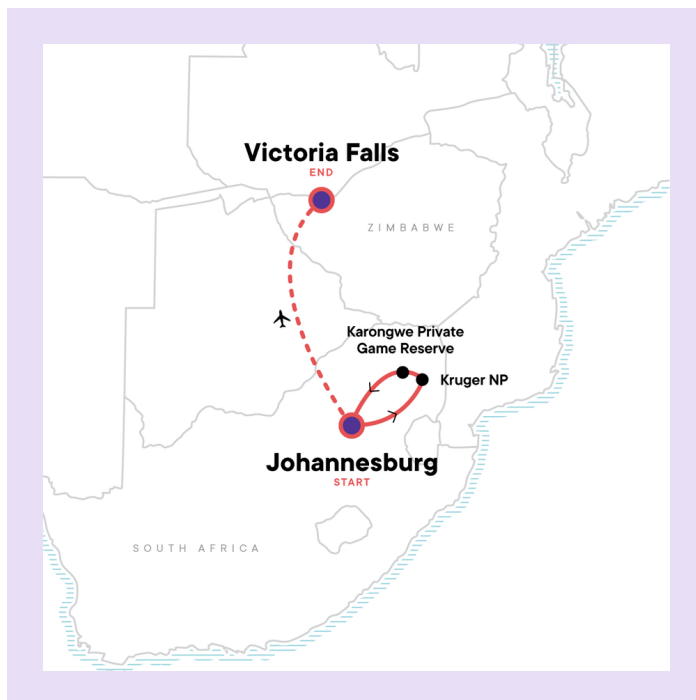 Victoria Falls
END
ZIMBABWE
Karongwe Private
Game Reserve
Kruger NP
Johannesburg
START
SOUTH AFRICA